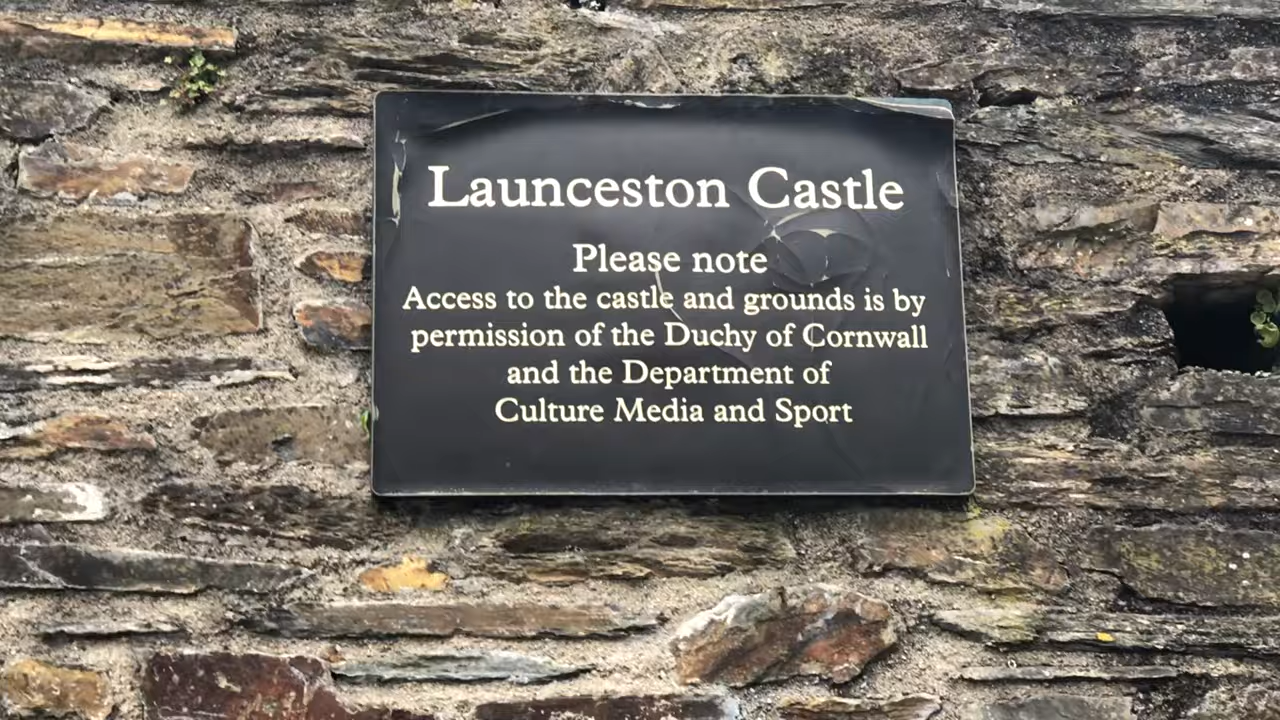 Launceston Castle
Please note
Access to the castle and grounds is by
permission of the Duchy of Cornwall
and the Department of
Culture Media and Sport